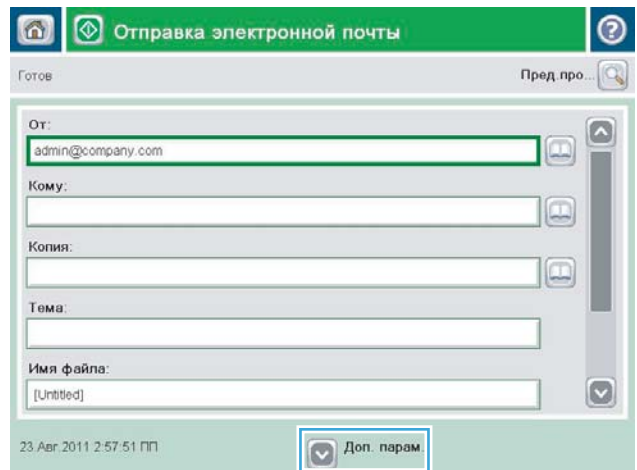 Отправка электронной почты
Готов
Пред.про...
От:
admin@company.com
Кому:
Копия:
Тема:
Имя файла:
[Untitled]
23 Авг 2011 2:57:51 ПП
Доп. парам.